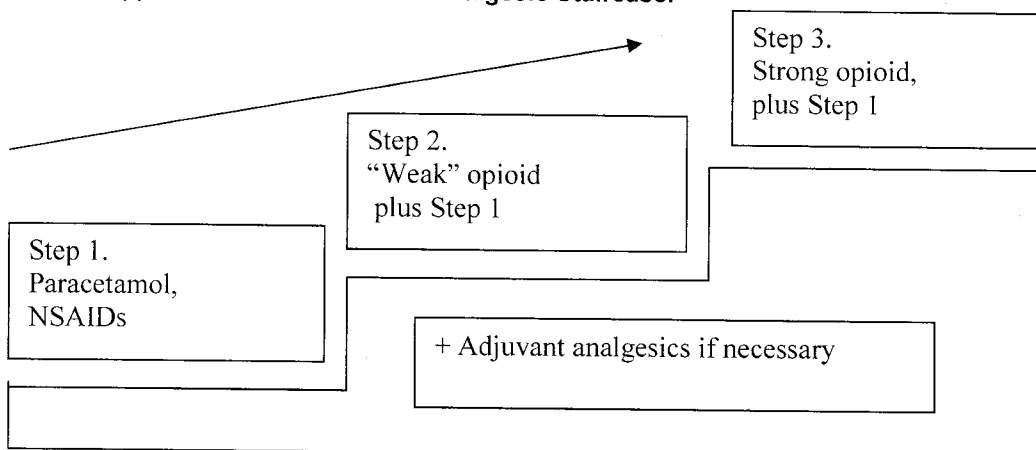 Step 1.
Paracetamol,
NSAIDs
Step 2.
“Weak” opioid
plus Step 1
Step 3.
Strong opioid,
plus Step 1
+ Adjuvant analgesics if necessary